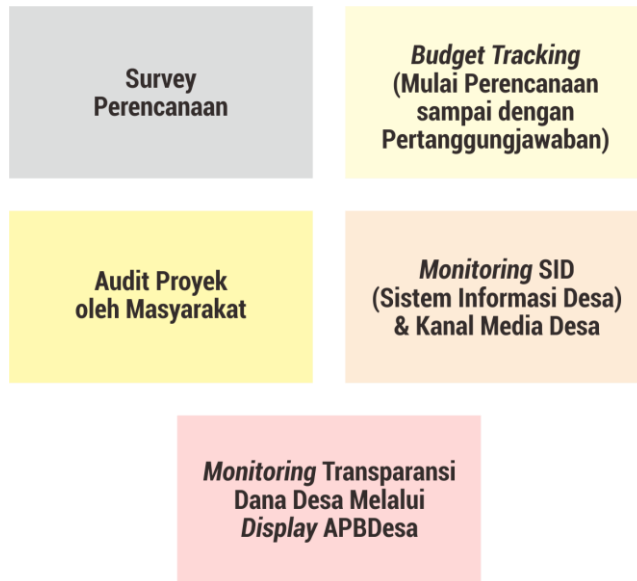 Survey
Perencanaan
Budget Tracking
(Mulai Perencanaan
sampai dengan
Pertanggungjawaban)
Audit Proyek
oleh Masyarakat
Monitoring SID
(Sistem Informasi Desa)
& Kanal Media Desa
Monitoring Transparansi
Dana Desa Melalui
Display APBDesa